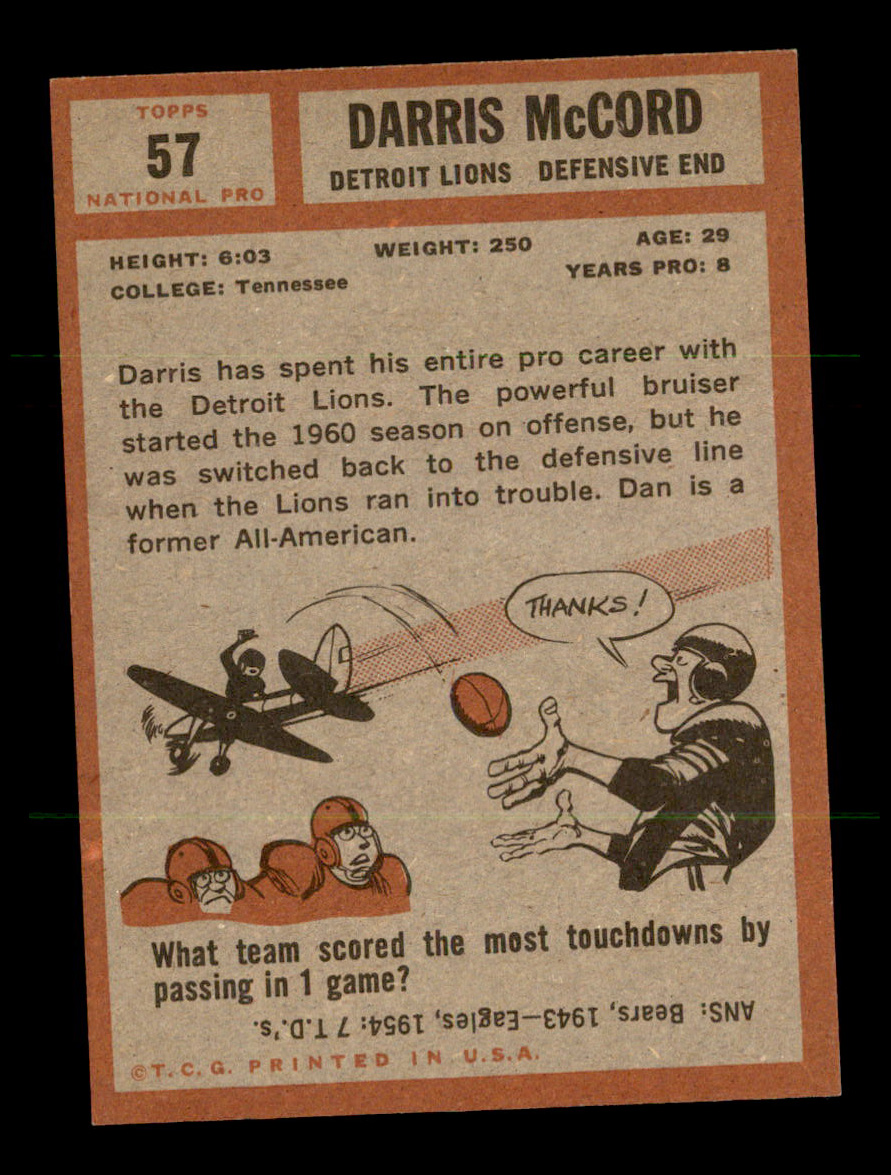 TOPPS
57
NATIONAL PRO
DARRIS McCORD
DETROIT LIONS DEFENSIVE END
HEIGHT: 6:03 WEIGHT: 250 AGE: 29
COLLEGE: Tennessee YEARS PRO: 8
Darris has spent his entire pro career with
the Detroit Lions. The powerful bruiser
started the 1960 season on offense, but he
was switched back to the defensive line
when the Lions ran into trouble. Dan is a
former All-American.
THANKS!
What team scored the most touchdowns by
passing in 1 game?
ANS: Bears, 1943—Eagles, 1954: 7 T.D.'s.
©T.C.G. PRINTED IN U.S.A.